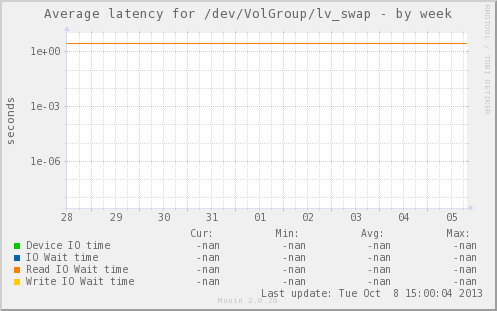 Average latency for /dev/VolGroup/lv_swap - by week
RRDTOOL / TOBI OETIKER
seconds
1e+00
1e-03
1e-06
28 29 30 31 01 02 03 04 05
Cur: Min: Avg: Max:
Device IO time -nan -nan -nan -nan
IO Wait time -nan -nan -nan -nan
Read IO Wait time -nan -nan -nan -nan
Write IO Wait time -nan -nan -nan -nan
Last update: Tue Oct 8 15:00:04 2013
Munin 2.0.20